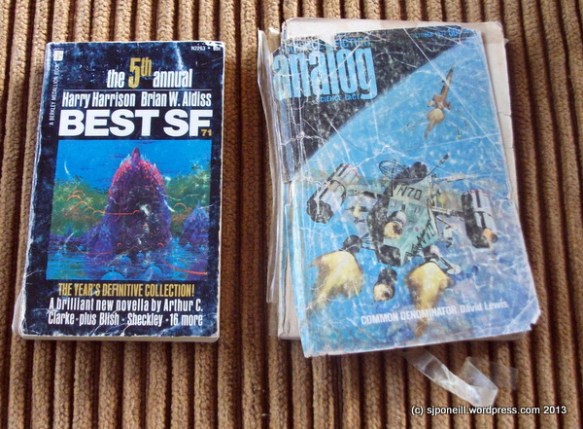 the 5th annual
Harry Harrison Brian W. Aldiss
BEST SF
71
THE YEAR'S DEFINITIVE COLLECTION!
A brilliant new novella by Arthur C.
Clarke - plus Blish - Sheckley - 16 more
analog
COMMON DENOMINATOR David Lewis
(c) sjponeill.wordpress.com 2013